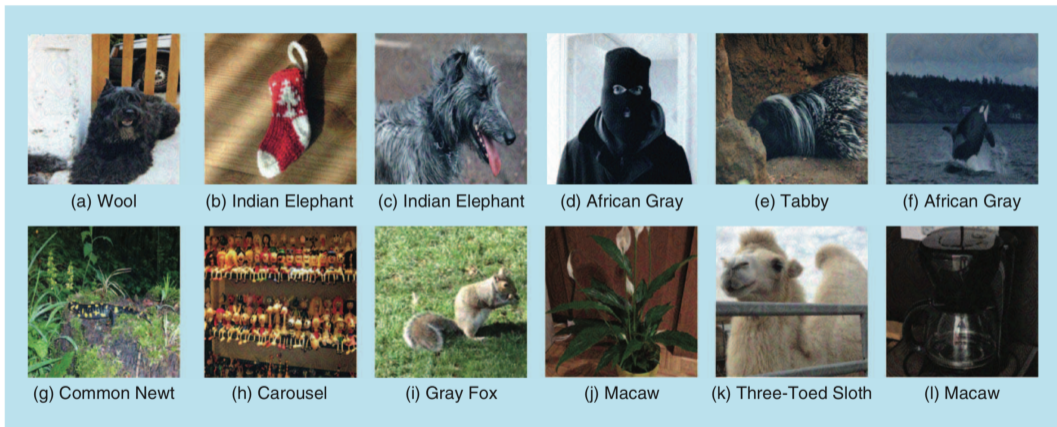 (a) Wool (b) Indian Elephant (c) Indian Elephant (d) African Gray (e) Tabby (f) African Gray
(g) Common Newt (h) Carousel (i) Gray Fox (j) Macaw (k) Three-Toed Sloth (l) Macaw